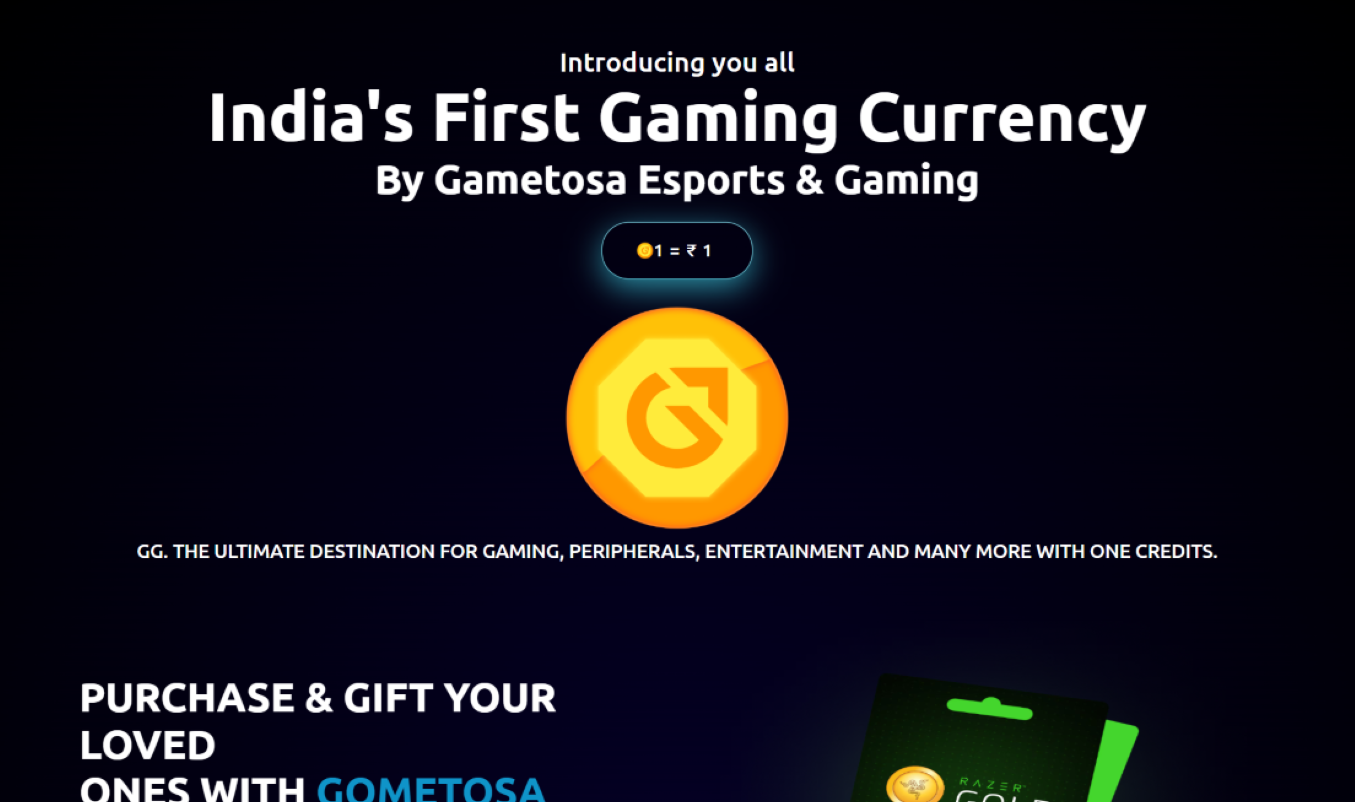 Introducing you all
India's First Gaming Currency
By Gametosa Esports & Gaming
1 = ₹ 1
GG. THE ULTIMATE DESTINATION FOR GAMING, PERIPHERALS, ENTERTAINMENT AND MANY MORE WITH ONE CREDITS.
PURCHASE & GIFT YOUR
LOVED
ONES WITH GOMETOSA
RAZER
GOLD